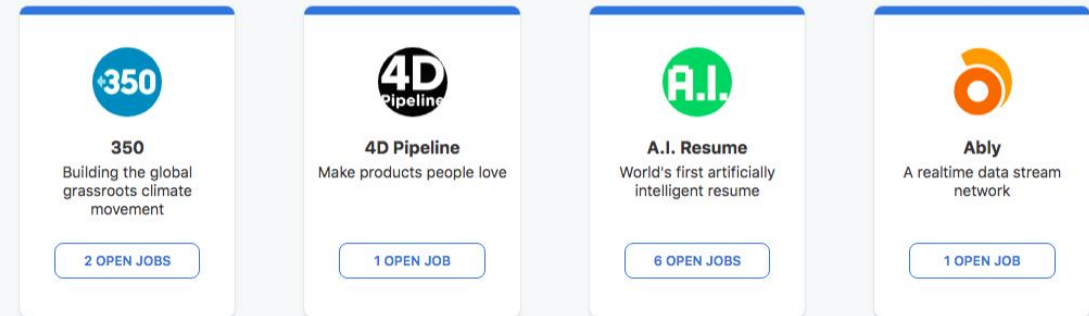 350
350
Building the global
grassroots climate
movement
2 OPEN JOBS
4D
Pipeline
4D Pipeline
Make products people love
1 OPEN JOB
A.I.
A.I. Resume
World's first artificially
intelligent resume
6 OPEN JOBS
Ably
A realtime data stream
network
1 OPEN JOB